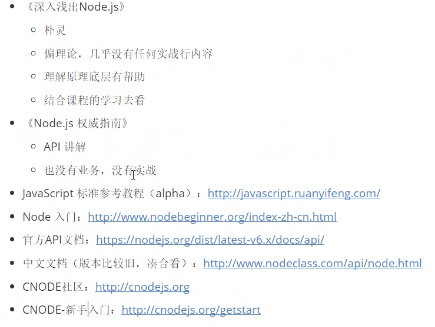 《深入浅出Node.js》
朴灵
偏理论，几乎没有任何实战行内容
理解原理底层有帮助
结合课程的学习去看
《Node.js 权威指南》
API 讲解
也没有业务，没有实战
JavaScript 标准参考教程（alpha）：http://javascript.ruanyifeng.com/
Node 入门：http://www.nodebeginner.org/index-zh-cn.html
官方API文档：https://nodejs.org/dist/latest-v6.x/docs/api/
中文文档（版本比较旧，凑合看）：http://www.nodeclass.com/api/node.html
CNODE社区：http://cnodejs.org
CNODE-新手入门：http://cnodejs.org/getstart